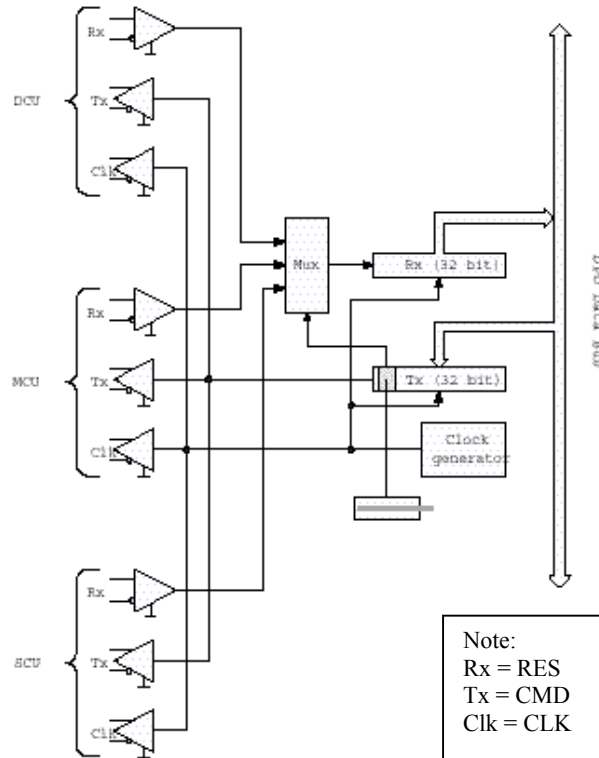 Rx
DCU
Tx
Clk
Mux
Rx (32 bit)
Rx
MCU
Tx
Tx (32 bit)
Clk
Clock
generator
Rx
SCU
Tx
Clk
Note:
Rx = RES
Tx = CMD
Clk = CLK